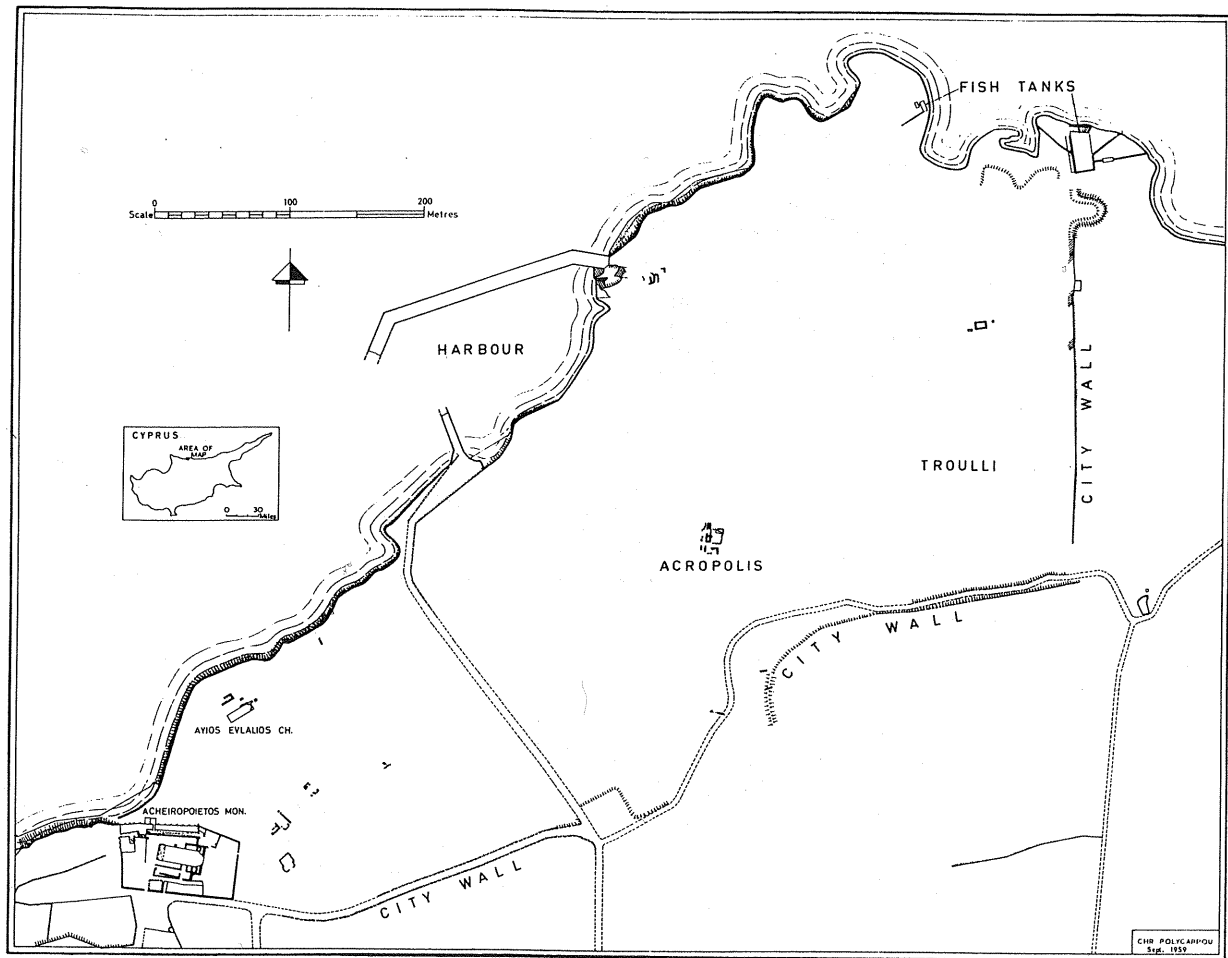 FISH TANKS
0 100 200
Scale Metres
HARBOUR
CITY WALL
CYPRUS
AREA OF
MAP
0 30
Miles
TROULLI
ACROPOLIS
CITY WALL
AYIOS EVLALIOS CH.
ACHEIROPOIETOS MON.
CITY WALL
CHR POLYCARPOU
Sept. 1959